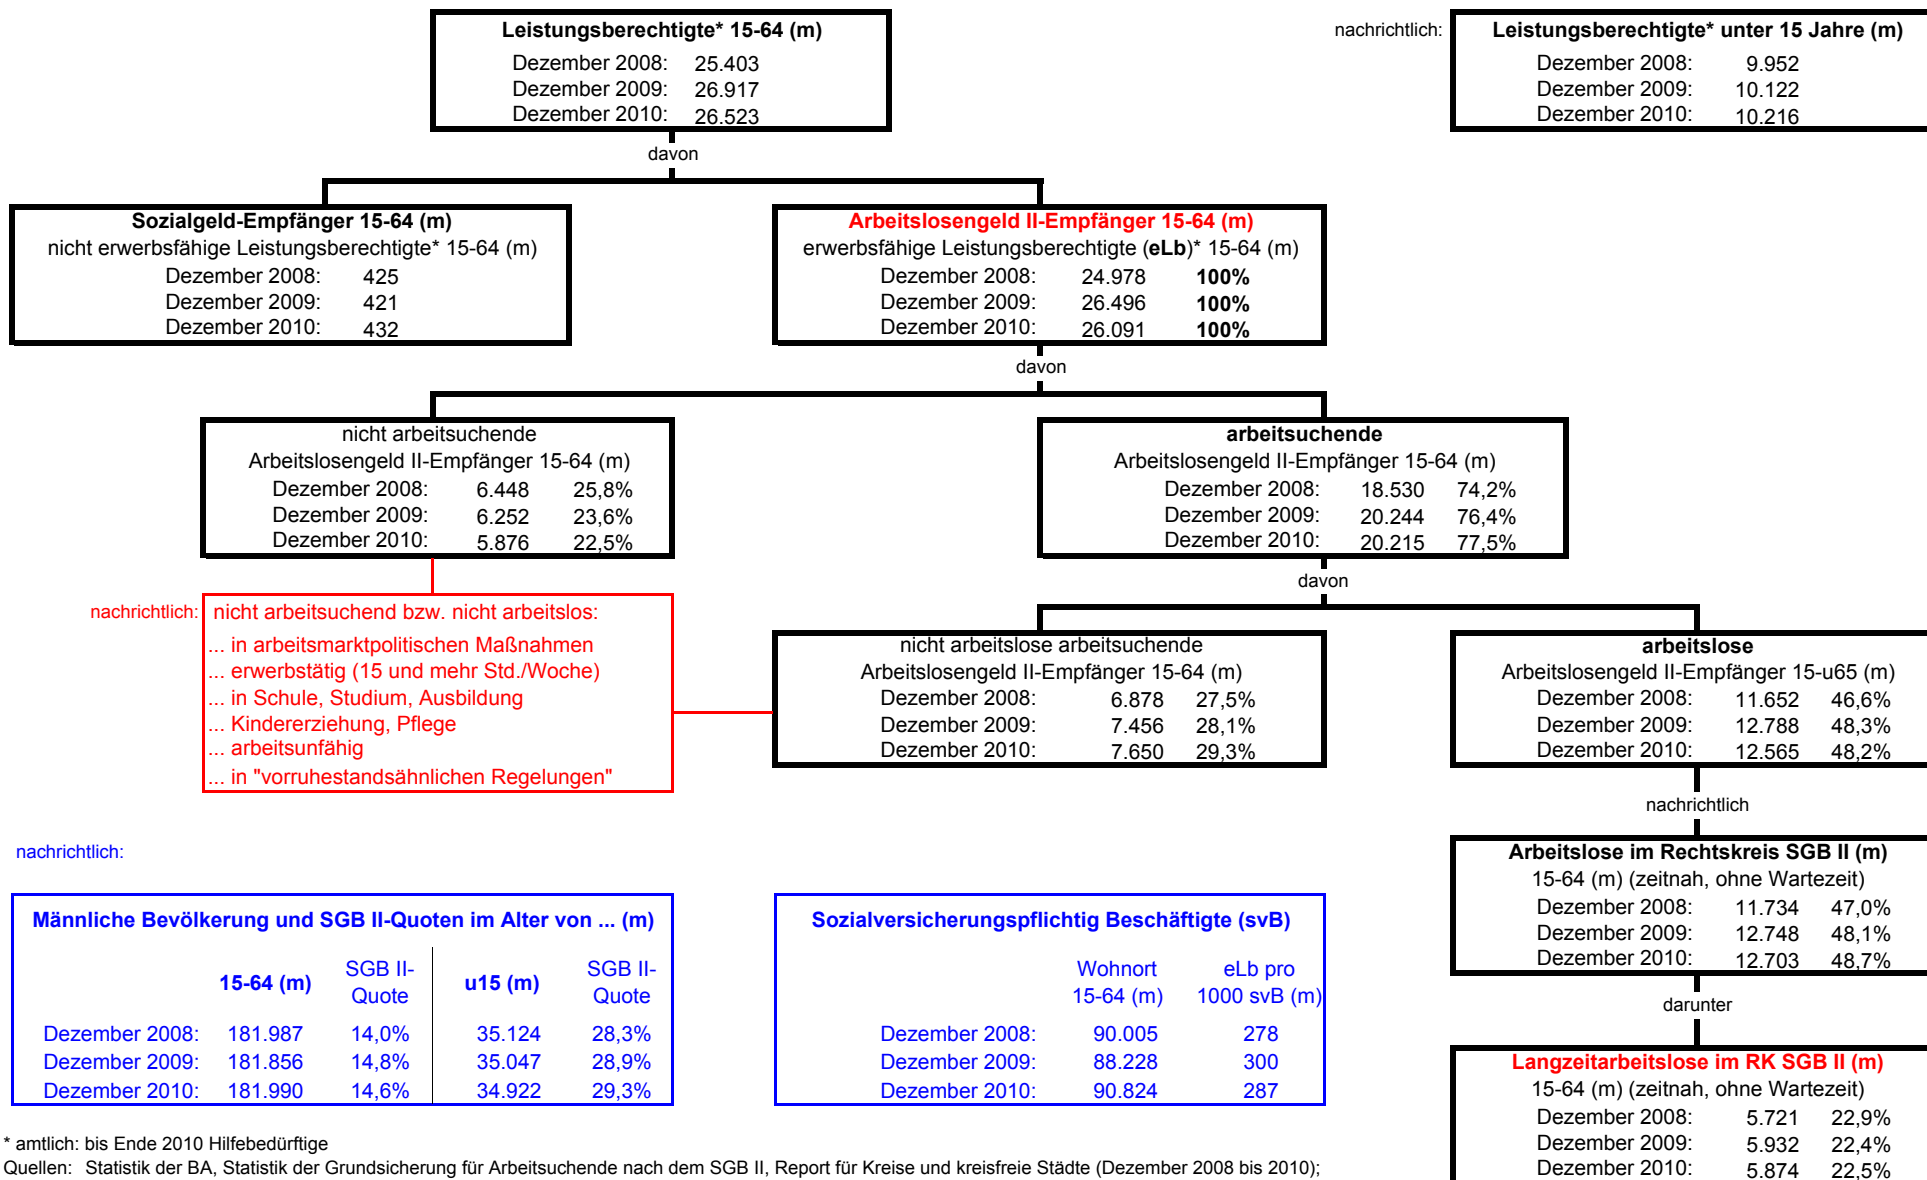 Leistungsberechtigte* 15-64 (m)
Dezember 2008: 25.403
Dezember 2009: 26.917
Dezember 2010: 26.523
nachrichtlich:
Leistungsberechtigte* unter 15 Jahre (m)
Dezember 2008: 9.952
Dezember 2009: 10.122
Dezember 2010: 10.216
davon
Sozialgeld-Empfänger 15-64 (m)
nicht erwerbsfähige Leistungsberechtigte* 15-64 (m)
Dezember 2008: 425
Dezember 2009: 421
Dezember 2010: 432
Arbeitslosengeld II-Empfänger 15-64 (m)
erwerbsfähige Leistungsberechtigte (eLb)* 15-64 (m)
Dezember 2008: 24.978 100%
Dezember 2009: 26.496 100%
Dezember 2010: 26.091 100%
davon
nicht arbeitsuchende
Arbeitslosengeld II-Empfänger 15-64 (m)
Dezember 2008: 6.448 25,8%
Dezember 2009: 6.252 23,6%
Dezember 2010: 5.876 22,5%
arbeitsuchende
Arbeitslosengeld II-Empfänger 15-64 (m)
Dezember 2008: 18.530 74,2%
Dezember 2009: 20.244 76,4%
Dezember 2010: 20.215 77,5%
davon
nachrichtlich:
nicht arbeitsuchend bzw. nicht arbeitslos:
... in arbeitsmarktpolitischen Maßnahmen
... erwerbstätig (15 und mehr Std./Woche)
... in Schule, Studium, Ausbildung
... Kindererziehung, Pflege
... arbeitsunfähig
... in "vorruhestandsähnlichen Regelungen"
nicht arbeitslose arbeitsuchende
Arbeitslosengeld II-Empfänger 15-64 (m)
Dezember 2008: 6.878 27,5%
Dezember 2009: 7.456 28,1%
Dezember 2010: 7.650 29,3%
arbeitslose
Arbeitslosengeld II-Empfänger 15-u65 (m)
Dezember 2008: 11.652 46,6%
Dezember 2009: 12.788 48,3%
Dezember 2010: 12.565 48,2%
nachrichtlich
Arbeitslose im Rechtskreis SGB II (m)
15-64 (m) (zeitnah, ohne Wartezeit)
Dezember 2008: 11.734 47,0%
Dezember 2009: 12.748 48,1%
Dezember 2010: 12.703 48,7%
darunter
Langzeitarbeitslose im RK SGB II (m)
15-64 (m) (zeitnah, ohne Wartezeit)
Dezember 2008: 5.721 22,9%
Dezember 2009: 5.932 22,4%
Dezember 2010: 5.874 22,5%
nachrichtlich:
Männliche Bevölkerung und SGB II-Quoten im Alter von ... (m)
15-64 (m) SGB II-Quote u15 (m) SGB II-Quote
Dezember 2008: 181.987 14,0% 35.124 28,3%
Dezember 2009: 181.856 14,8% 35.047 28,9%
Dezember 2010: 181.990 14,6% 34.922 29,3%
Sozialversicherungspflichtig Beschäftigte (svB)
Wohnort eLb pro
15-64 (m) 1000 svB (m)
Dezember 2008: 90.005 278
Dezember 2009: 88.228 300
Dezember 2010: 90.824 287
* amtlich: bis Ende 2010 Hilfebedürftige
Quellen: Statistik der BA, Statistik der Grundsicherung für Arbeitsuchende nach dem SGB II, Report für Kreise und kreisfreie Städte (Dezember 2008 bis 2010);